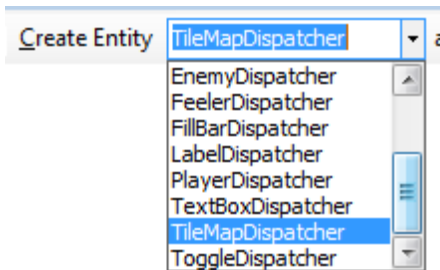 Create Entity TileMapDispatcher a
EnemyDispatcher
FeelerDispatcher
FillBarDispatcher
LabelDispatcher
PlayerDispatcher
TextBoxDispatcher
TileMapDispatcher
ToggleDispatcher